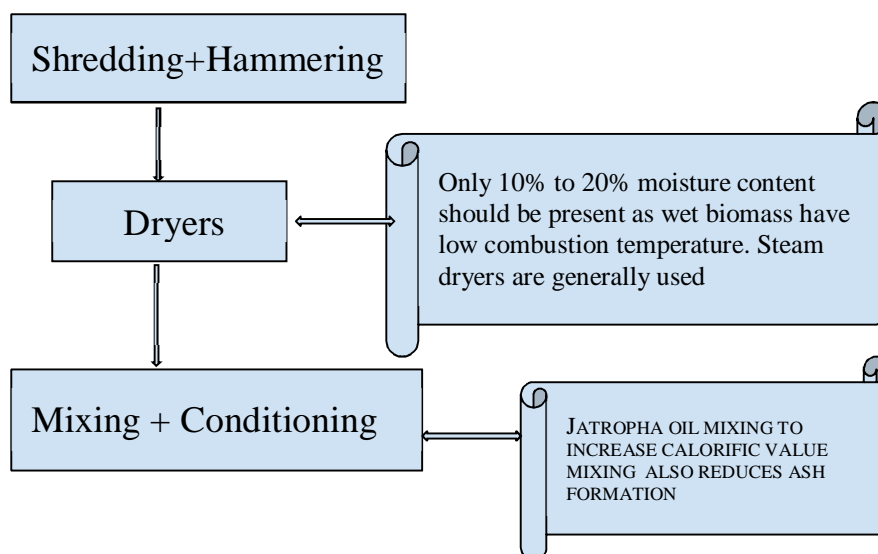 Shredding+Hammering
Dryers
Only 10% to 20% moisture content
should be present as wet biomass have
low combustion temperature. Steam
dryers are generally used
Mixing + Conditioning
JATROPHA OIL MIXING TO
INCREASE CALORIFIC VALUE
MIXING ALSO REDUCES ASH
FORMATION